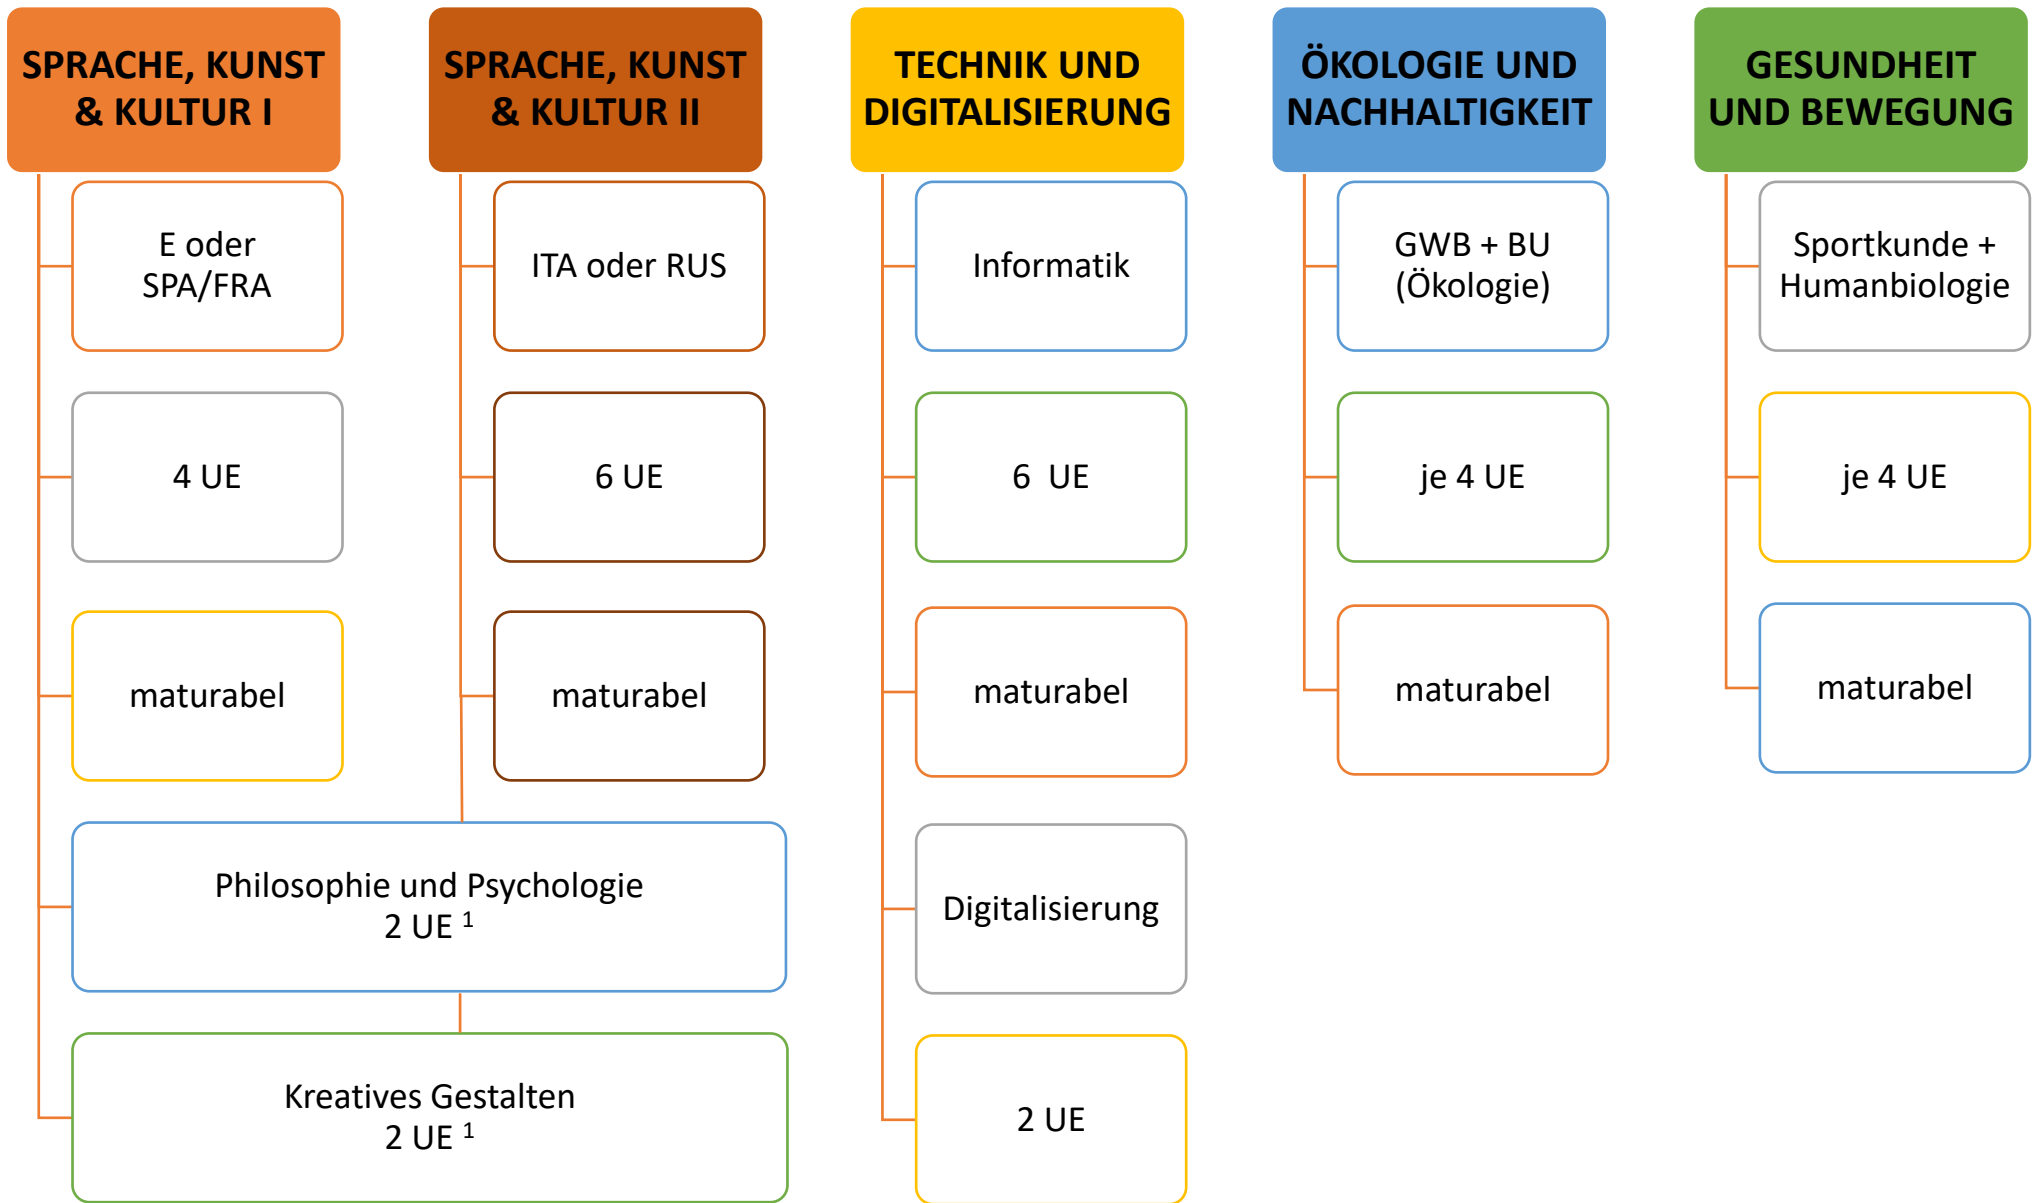 SPRACHE, KUNST
& KULTUR I
E oder
SPA/FRA
4 UE
maturabel
SPRACHE, KUNST
& KULTUR II
ITA oder RUS
6 UE
maturabel
Philosophie und Psychologie
2 UE ¹
Kreatives Gestalten
2 UE ¹
TECHNIK UND
DIGITALISIERUNG
Informatik
6 UE
maturabel
Digitalisierung
2 UE
ÖKOLOGIE UND
NACHHALTIGKEIT
GWB + BU
(Ökologie)
je 4 UE
maturabel
GESUNDHEIT
UND BEWEGUNG
Sportkunde +
Humanbiologie
je 4 UE
maturabel